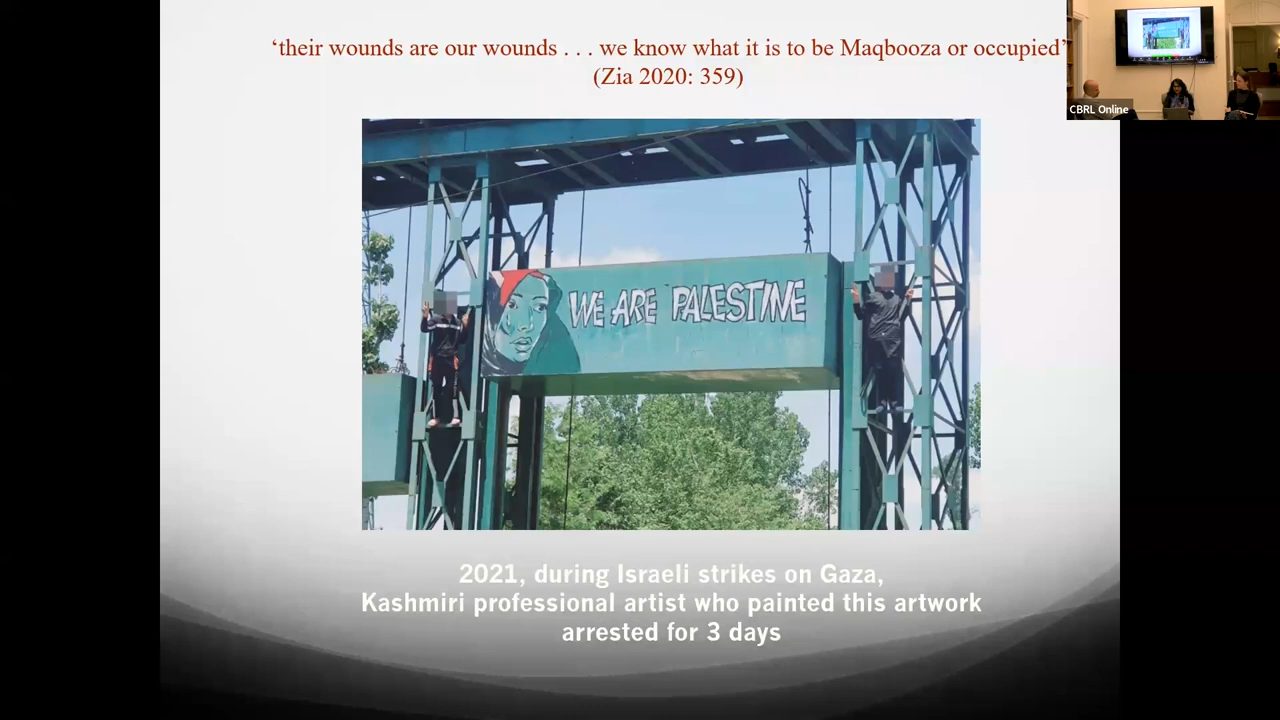 ‘their wounds are our wounds . . . we know what it is to be Maqbooza or occupied’
(Zia 2020: 359)
CBRL Online
WE ARE PALESTINE
2021, during Israeli strikes on Gaza,
Kashmiri professional artist who painted this artwork
arrested for 3 days